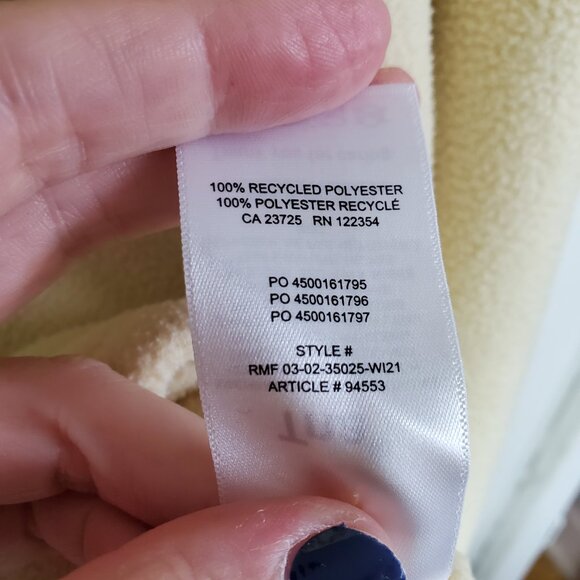 100% RECYCLED POLYESTER
100% POLYESTER RECYCLÉ
CA 23725 RN 122354
PO 4500161795
PO 4500161796
PO 4500161797
STYLE #
RMF 03-02-35025-WI21
ARTICLE # 94553